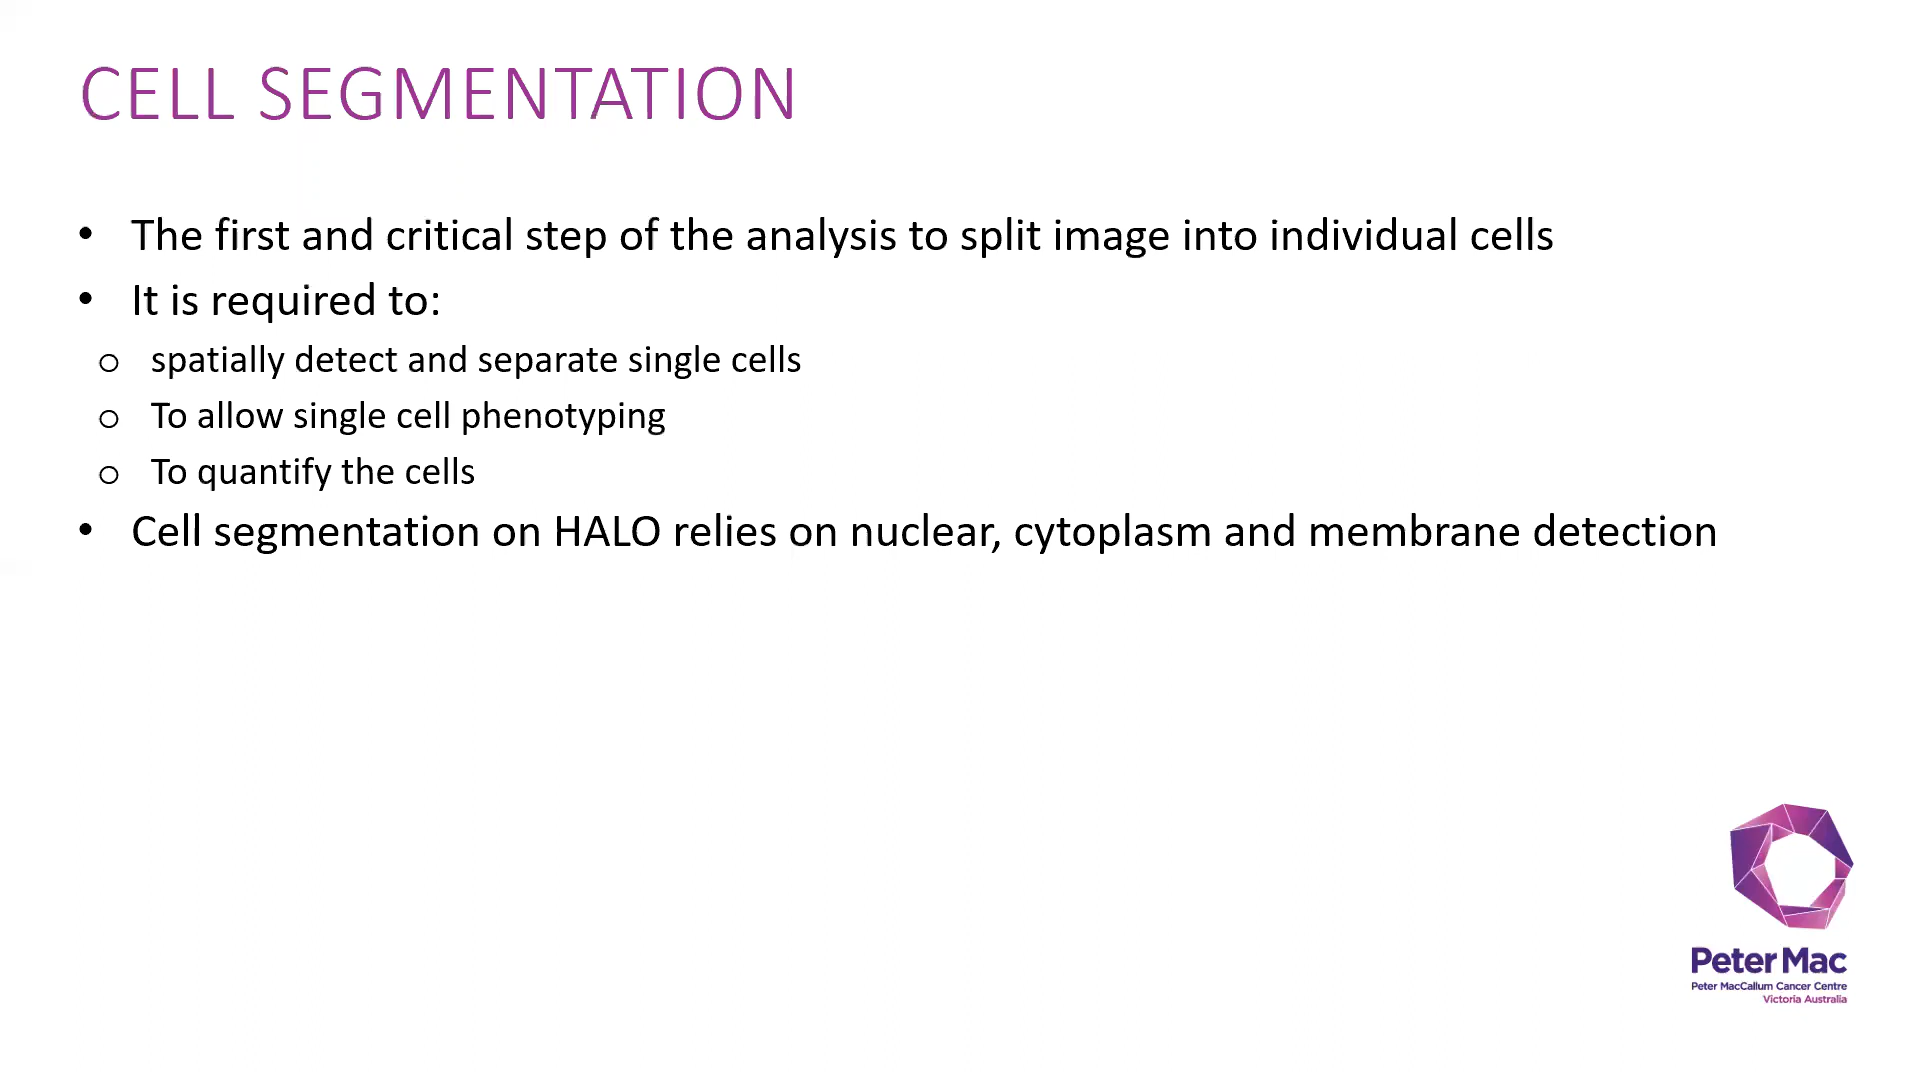 CELL SEGMENTATION
• The first and critical step of the analysis to split image into individual cells
• It is required to:
o spatially detect and separate single cells
o To allow single cell phenotyping
o To quantify the cells
• Cell segmentation on HALO relies on nuclear, cytoplasm and membrane detection
Peter Mac
Peter MacCallum Cancer Centre
Victoria Australia